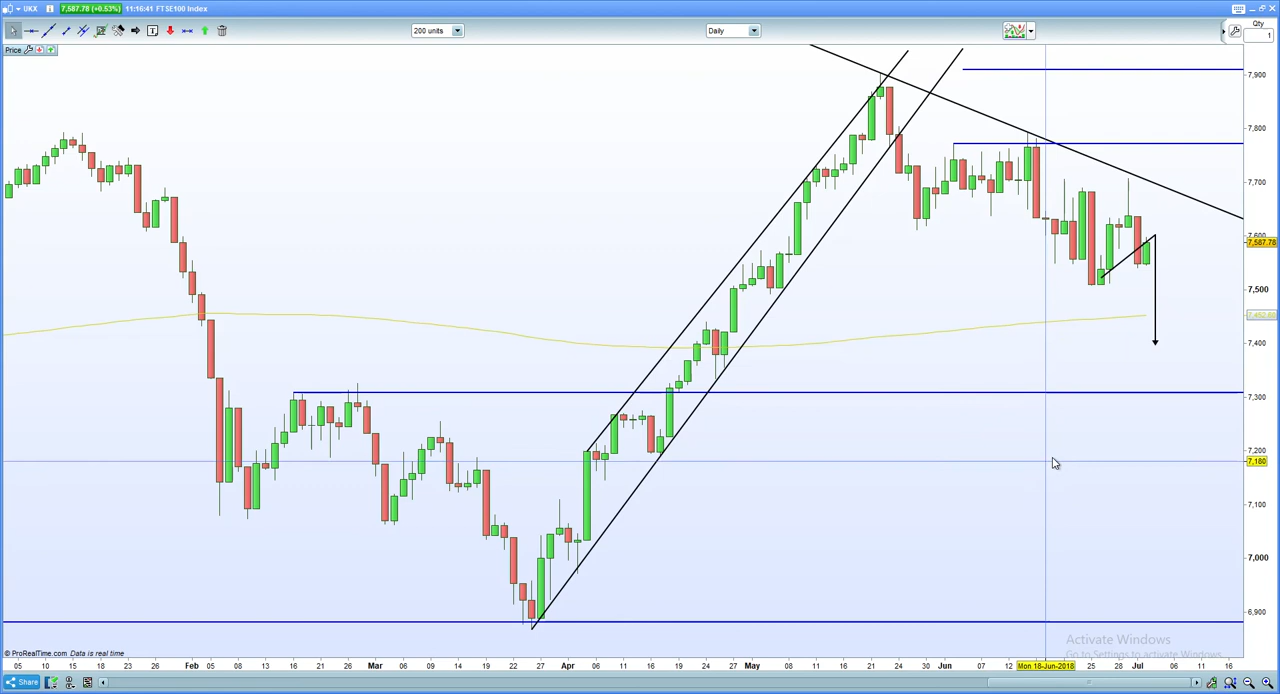 UKX 7,587.78 (+0.53%) 11:16:41 FTSE100 Index
200 units Daily Qty
1
Price
7,900
7,800
7,700
7,600
7,587.78
7,500
7,452.88
7,400
7,300
7,200
7,180
7,100
7,000
6,900
Activate Windows
Go to Settings to activate Windows.
© ProRealTime.com Data is real time
05 10 15 18 23 26 Feb 05 08 13 16 21 26 Mar 06 09 14 19 22 27 Apr 06 11 16 19 24 27 May 08 11 16 21 24 30 Jun 07 12 Mon 18-Jun-2018 25 28 Jul 06 11 16
Share